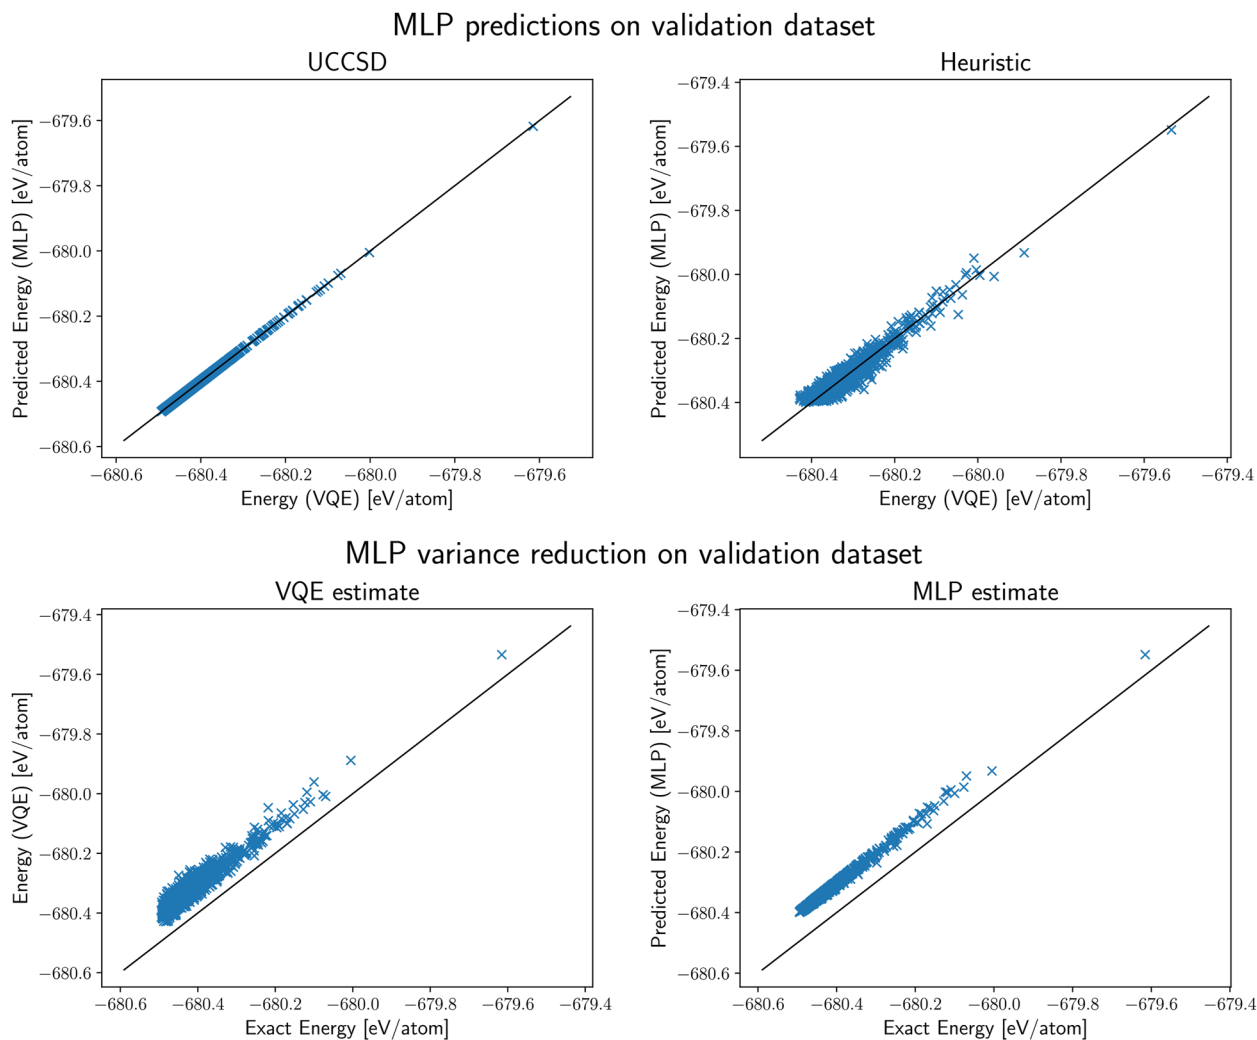 MLP predictions on validation dataset
UCCSD
Predicted Energy (MLP) [eV/atom]
−679.6
−679.8
−680.0
−680.2
−680.4
−680.6
−680.6 −680.4 −680.2 −680.0 −679.8 −679.6
Energy (VQE) [eV/atom]
Heuristic
Predicted Energy (MLP) [eV/atom]
−679.4
−679.6
−679.8
−680.0
−680.2
−680.4
−680.4 −680.2 −680.0 −679.8 −679.6 −679.4
Energy (VQE) [eV/atom]
MLP variance reduction on validation dataset
VQE estimate
Energy (VQE) [eV/atom]
−679.4
−679.6
−679.8
−680.0
−680.2
−680.4
−680.6
−680.6 −680.4 −680.2 −680.0 −679.8 −679.6 −679.4
Exact Energy [eV/atom]
MLP estimate
Predicted Energy (MLP) [eV/atom]
−679.4
−679.6
−679.8
−680.0
−680.2
−680.4
−680.6
−680.6 −680.4 −680.2 −680.0 −679.8 −679.6 −679.4
Exact Energy [eV/atom]